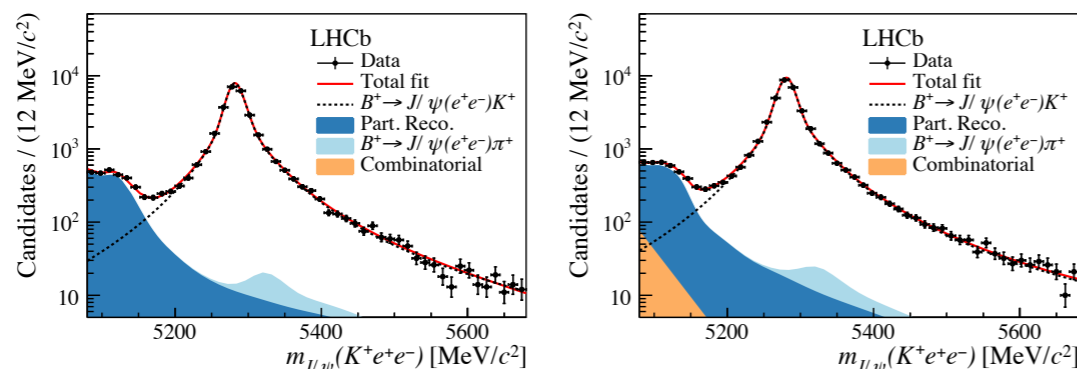 Candidates / (12 MeV/c²)
10⁴
10³
10²
10
LHCb
Data
Total fit
B⁺→ J/ ψ(e⁺e⁻)K⁺
Part. Reco.
B⁺→ J/ ψ(e⁺e⁻)π⁺
Combinatorial
5200 5400 5600
m_{J/ψ}(K⁺e⁺e⁻) [MeV/c²]
Candidates / (12 MeV/c²)
10⁴
10³
10²
10
LHCb
Data
Total fit
B⁺→ J/ ψ(e⁺e⁻)K⁺
Part. Reco.
B⁺→ J/ ψ(e⁺e⁻)π⁺
Combinatorial
5200 5400 5600
m_{J/ψ}(K⁺e⁺e⁻) [MeV/c²]